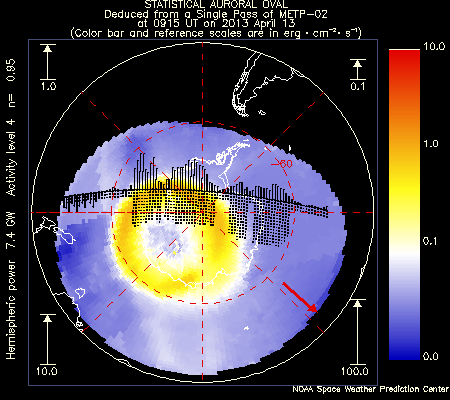 STATISTICAL AURORAL OVAL
Deduced from a Single Pass of METP-02
at 0915 UT on 2013 April 13
(Color bar and reference scales are in erg · cm⁻² · s⁻¹)
Hemispheric power 7.4 GW Activity level 4 n= 0.95
1.0
0.1
-60
10.0
100.0
10.0
1.0
0.1
0.0
NOAA Space Weather Prediction Center